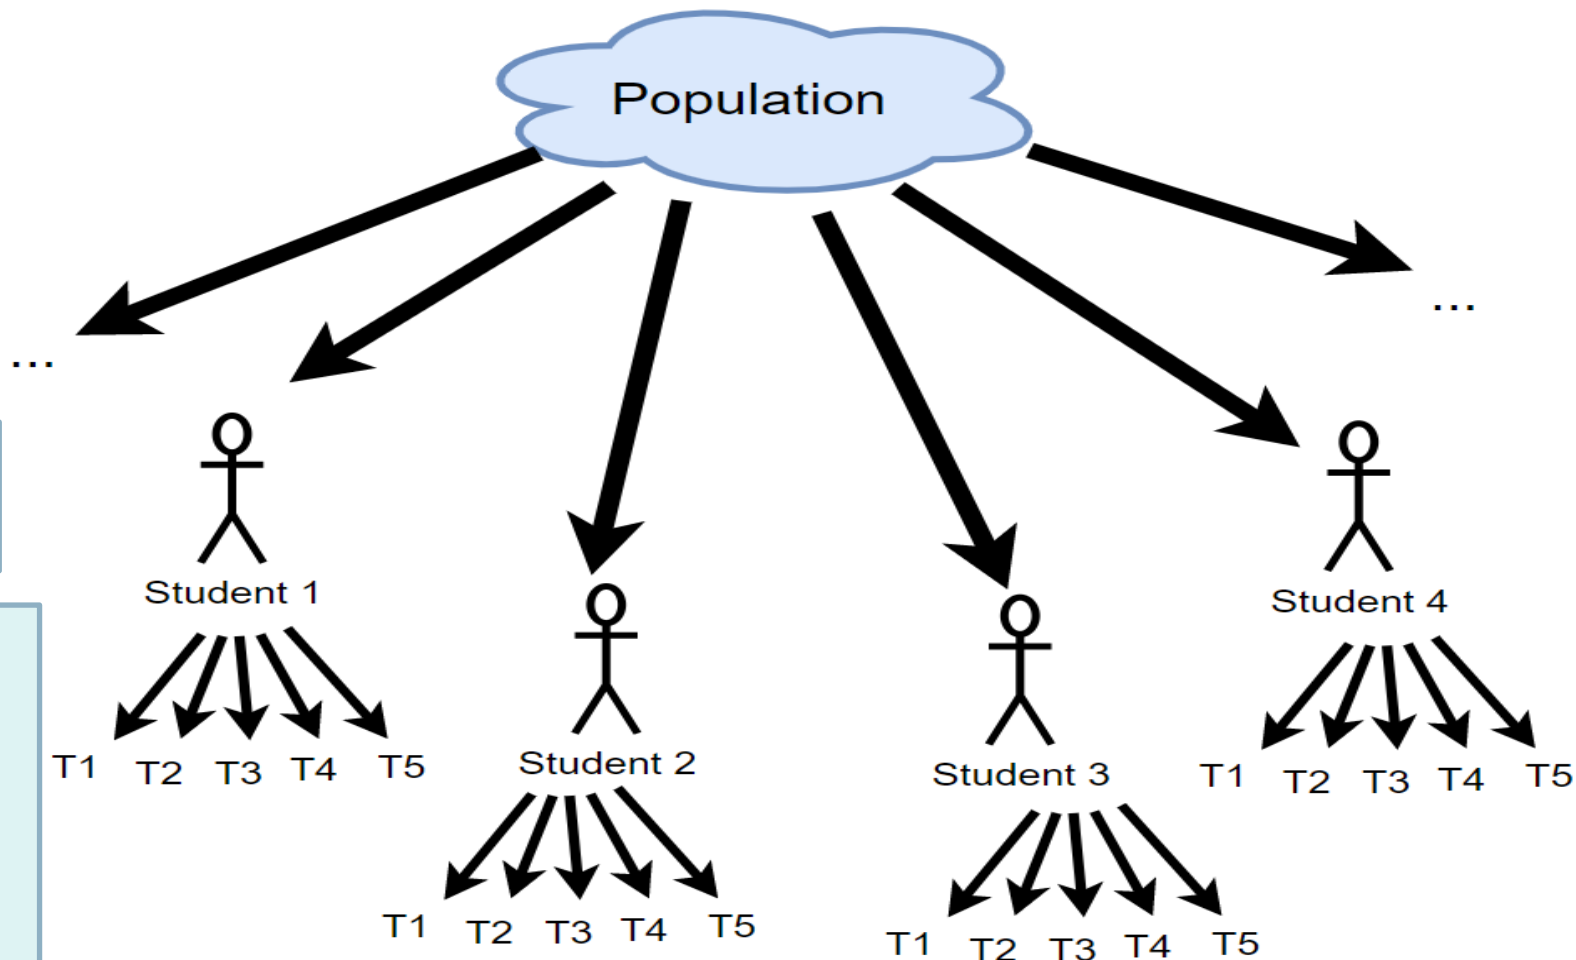 Population
...
...
Student 1
T1 T2 T3 T4 T5
Student 2
T1 T2 T3 T4 T5
Student 3
T1 T2 T3 T4 T5
Student 4
T1 T2 T3 T4 T5